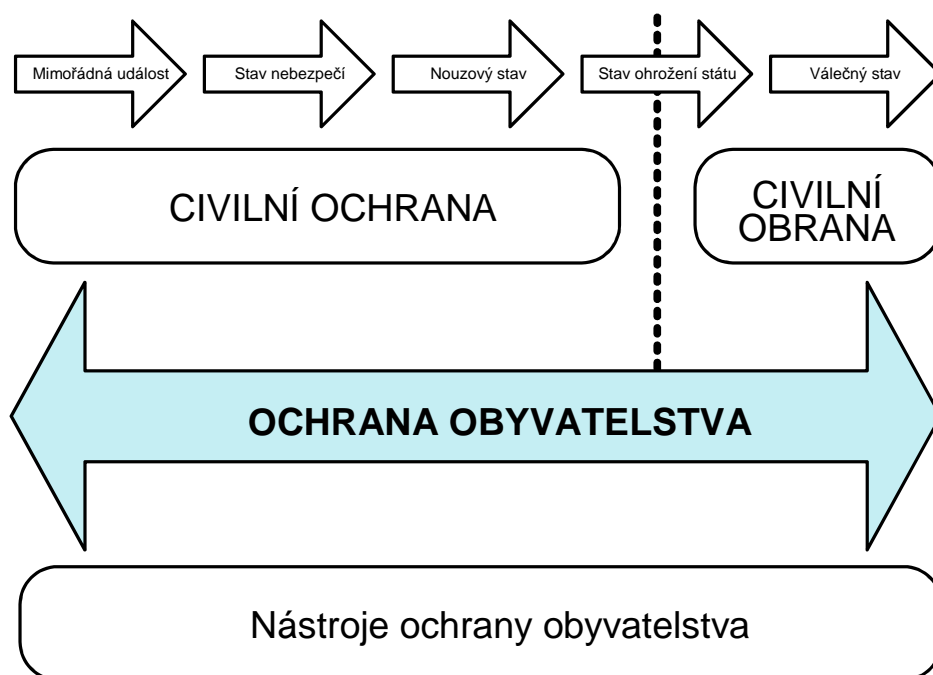 Mimořádná událost
Stav nebezpečí
Nouzový stav
Stav ohrožení státu
Válečný stav
CIVILNÍ OCHRANA
CIVILNÍ
OBRANA
OCHRANA OBYVATELSTVA
Nástroje ochrany obyvatelstva